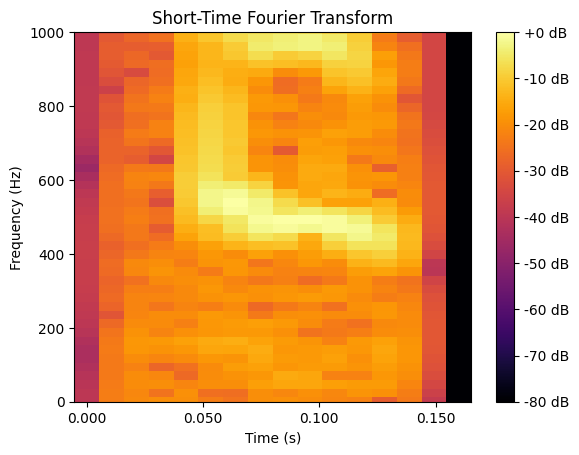 Short-Time Fourier Transform
1000
800
600
400
200
0
Frequency (Hz)
0.000
0.050
0.100
0.150
Time (s)
+0 dB
-10 dB
-20 dB
-30 dB
-40 dB
-50 dB
-60 dB
-70 dB
-80 dB